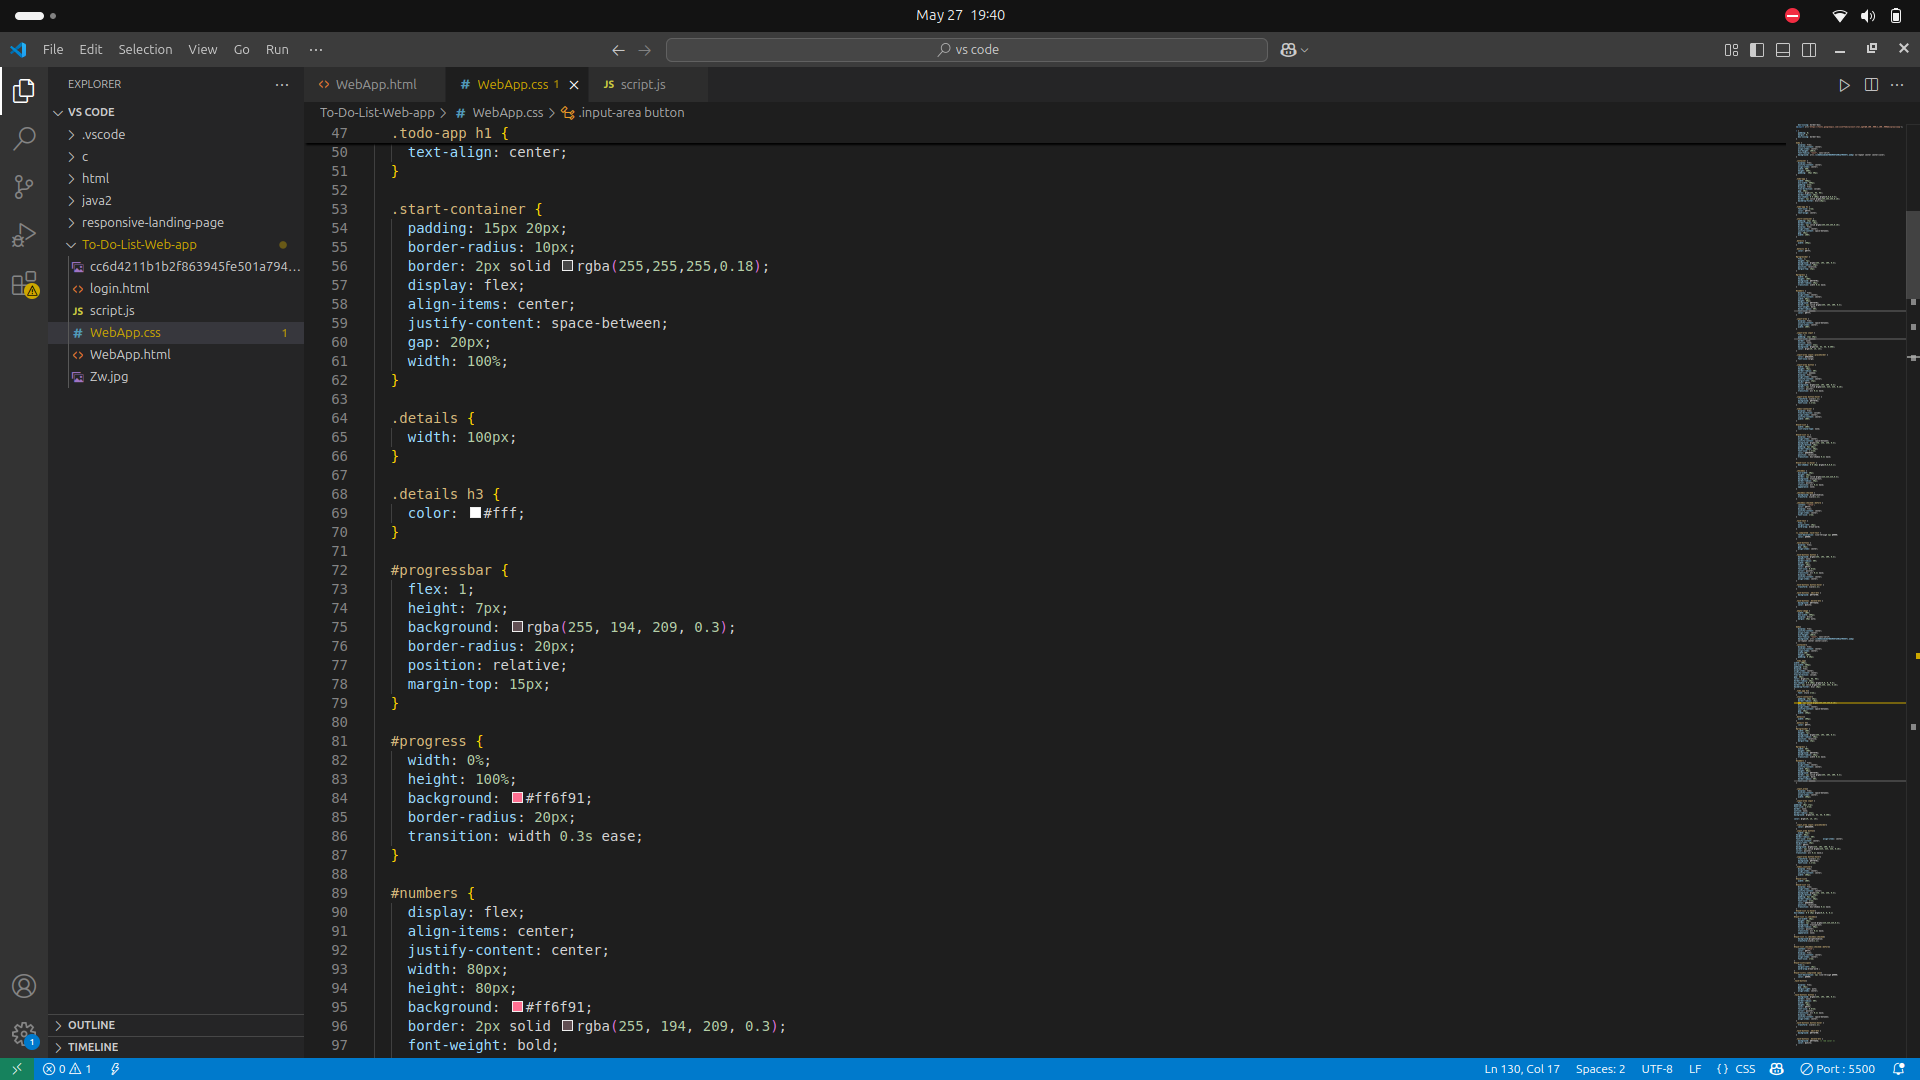 May 27 19:40
File Edit Selection View Go Run ···
vs code
EXPLORER ···
VS CODE
.vscode
c
html
java2
responsive-landing-page
To-Do-List-Web-app
cc6d4211b1b2f863945fe501a794...
<> login.html
JS script.js
# WebApp.css 1
<> WebApp.html
Zw.jpg
OUTLINE
TIMELINE
1
<> WebApp.html # WebApp.css 1 JS script.js
To-Do-List-Web-app > # WebApp.css > .input-area button
47 .todo-app h1 {
50 text-align: center;
51 }
52
53 .start-container {
54 padding: 15px 20px;
55 border-radius: 10px;
56 border: 2px solid rgba(255,255,255,0.18);
57 display: flex;
58 align-items: center;
59 justify-content: space-between;
60 gap: 20px;
61 width: 100%;
62 }
63
64 .details {
65 width: 100px;
66 }
67
68 .details h3 {
69 color: #fff;
70 }
71
72 #progressbar {
73 flex: 1;
74 height: 7px;
75 background: rgba(255, 194, 209, 0.3);
76 border-radius: 20px;
77 position: relative;
78 margin-top: 15px;
79 }
80
81 #progress {
82 width: 0%;
83 height: 100%;
84 background: #ff6f91;
85 border-radius: 20px;
86 transition: width 0.3s ease;
87 }
88
89 #numbers {
90 display: flex;
91 align-items: center;
92 justify-content: center;
93 width: 80px;
94 height: 80px;
95 background: #ff6f91;
96 border: 2px solid rgba(255, 194, 209, 0.3);
97 font-weight: bold;
0 1
Ln 130, Col 17 Spaces: 2 UTF-8 LF {} CSS Port : 5500